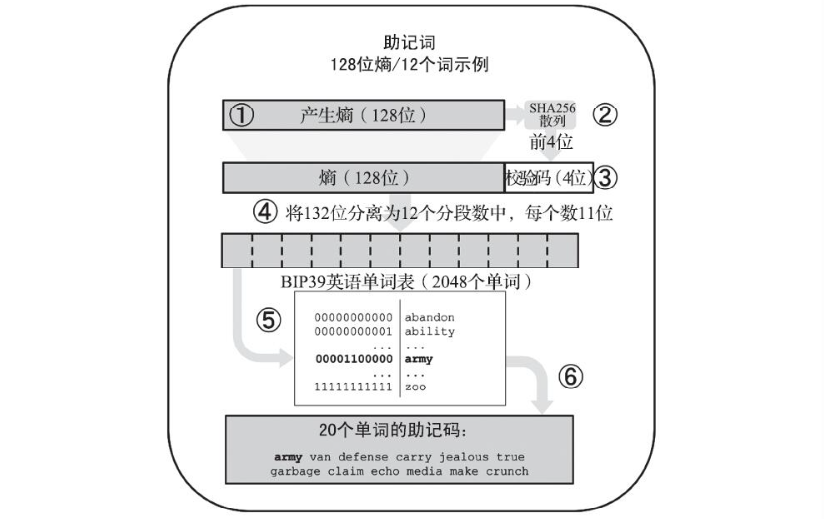 助记词
128位熵/12个词示例
① 产生熵（128位） SHA256 ②
散列
前4位
熵（128位） 校验码（4位） ③
④ 将132位分离为12个分段数中，每个数11位
BIP39英语单词表（2048个单词）
⑤
00000000000 abandon
00000000001 ability
... ...
00001100000 army
... ...
11111111111 zoo
⑥
20个单词的助记码：
army van defense carry jealous true
garbage claim echo media make crunch